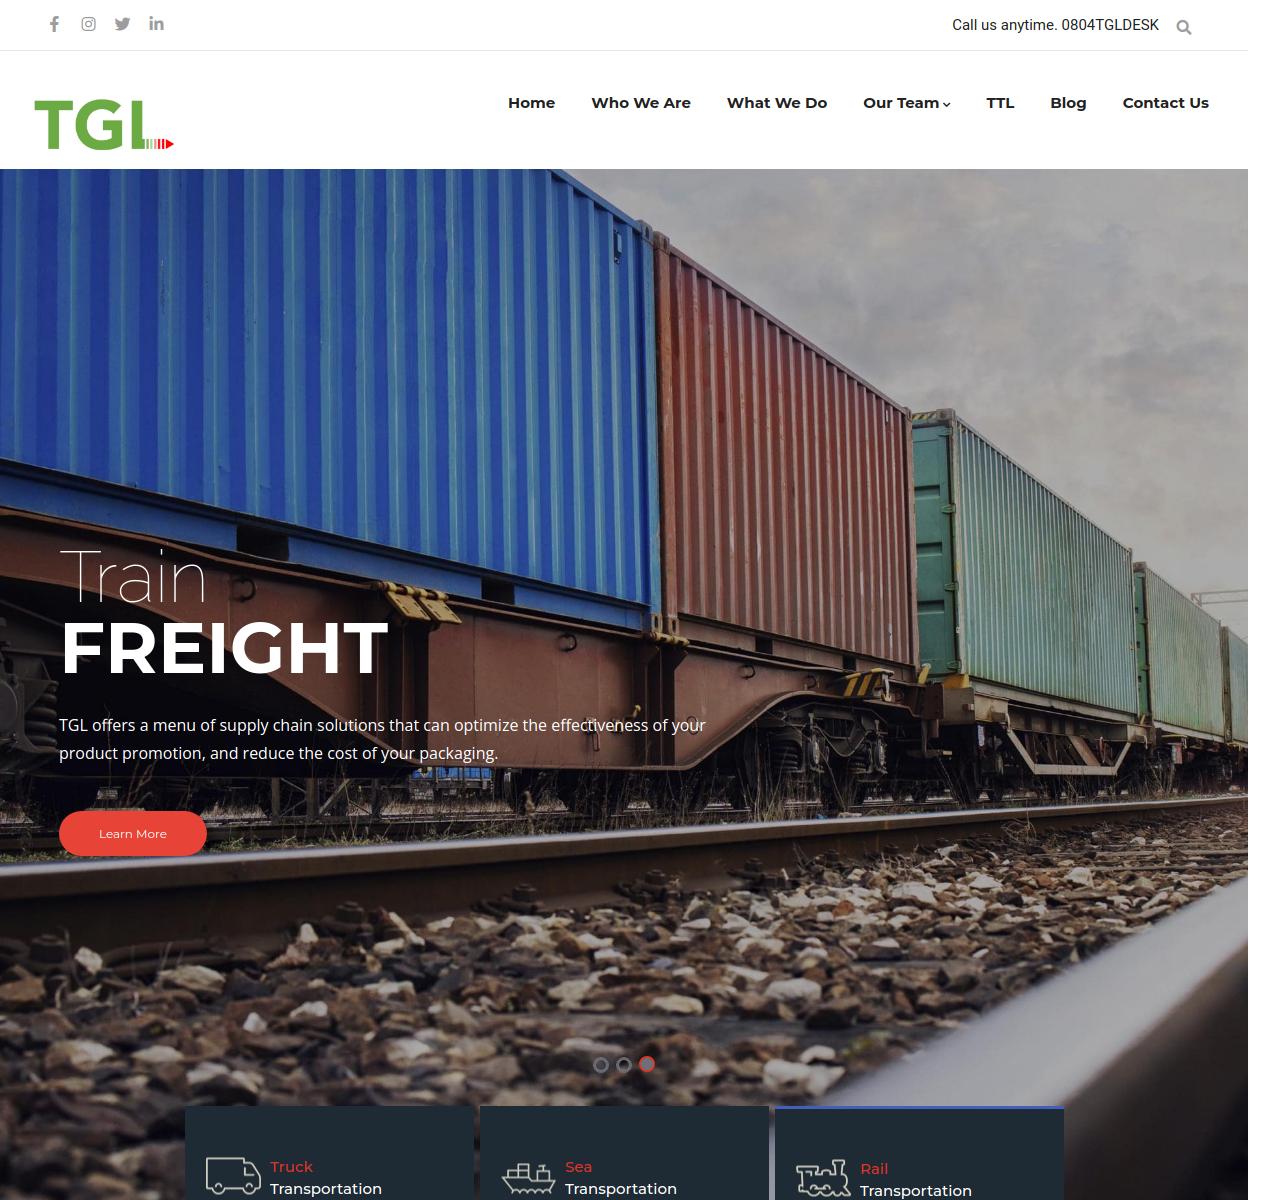 Call us anytime. 0804TGLDESK
TGL
Home Who We Are What We Do Our Team TTL Blog Contact Us
Train
FREIGHT
TGL offers a menu of supply chain solutions that can optimize the effectiveness of your
product promotion, and reduce the cost of your packaging.
Learn More
Truck
Transportation
Sea
Transportation
Rail
Transportation